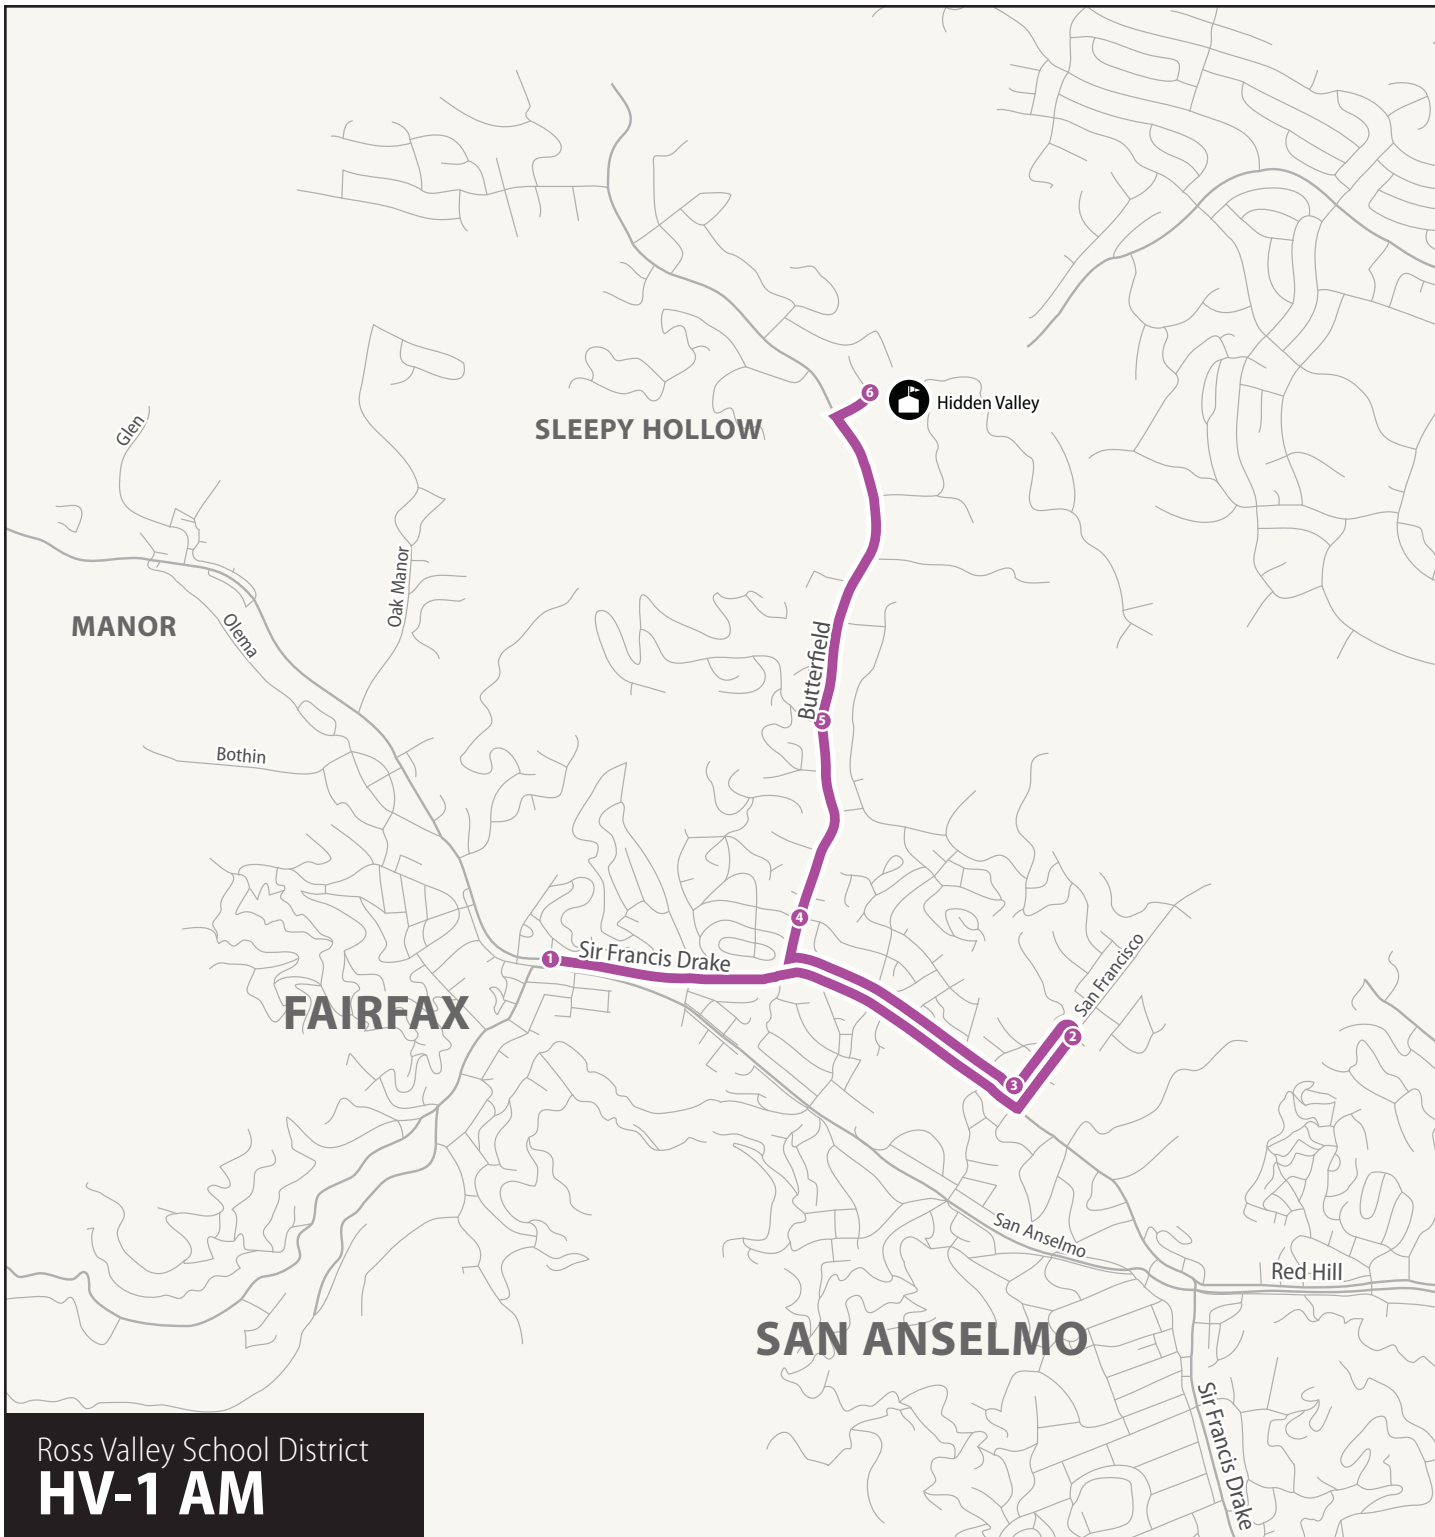 6
Hidden Valley
SLEEPY HOLLOW
Glen
Oak Manor
MANOR
Olema
Butterfield
5
Bothin
4
San Francisco
1
Sir Francis Drake
FAIRFAX
2
3
San Anselmo
Red Hill
SAN ANSELMO
Sir Francis Drake
Ross Valley School District
HV-1 AM